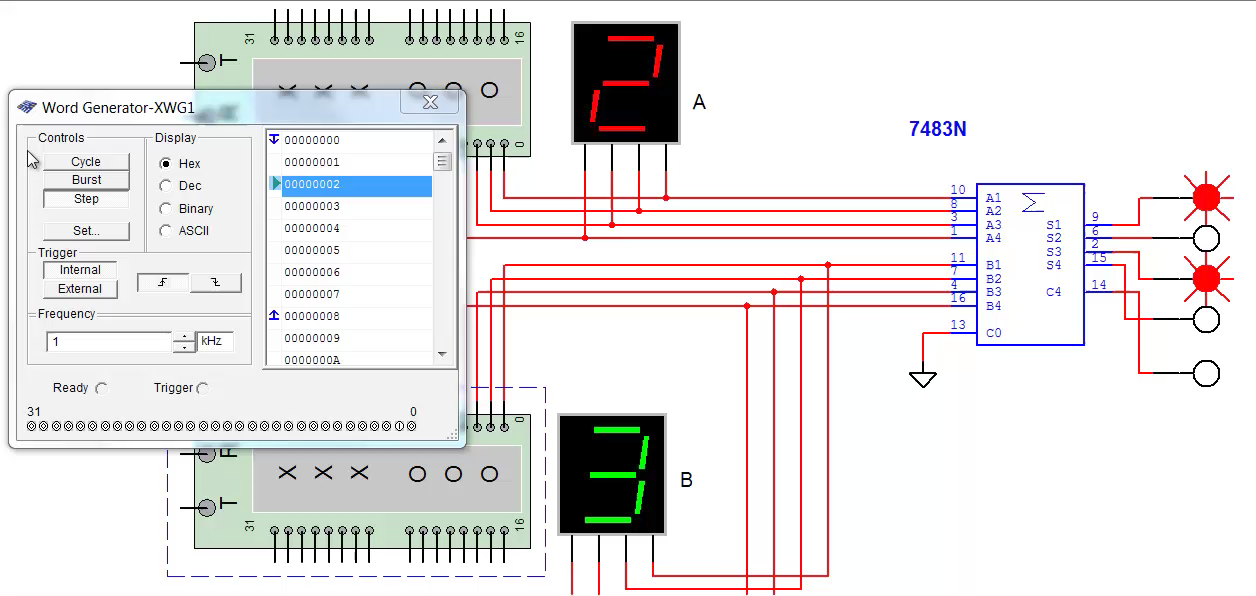 31
16
T
X X X O O O
0
A
7483N
Word Generator-XWG1
X
Controls
Cycle
Burst
Step
Set...
Display
Hex
Dec
Binary
ASCII
Trigger
Internal
External
Frequency
1
kHz
Ready
Trigger
31
0
00000000
00000001
00000002
00000003
00000004
00000005
00000006
00000007
00000008
00000009
0000000A
2
10
8
3
1
11
7
4
16
13
A1
A2
A3
A4
B1
B2
B3
B4
C0
Σ
S1
S2
S3
S4
C4
9
6
2
15
14
0
R
T
X X X O O O
31
16
3
B